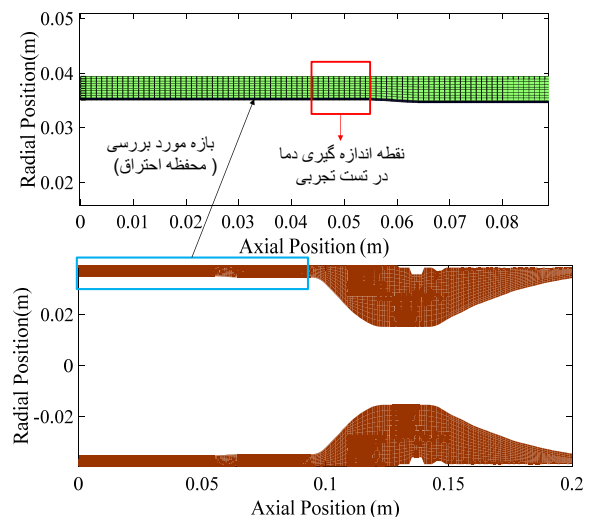 0.05
0.04
0.03
0.02
Radial Position(m)
بازه مورد بررسی
( محفظه احتراق)
نقطه اندازه گیری دما
در تست تجربی
0 0.01 0.02 0.03 0.04 0.05 0.06 0.07 0.08
Axial Position (m)
0.02
0
-0.02
Radial Position(m)
0 0.05 0.1 0.15 0.2
Axial Position (m)